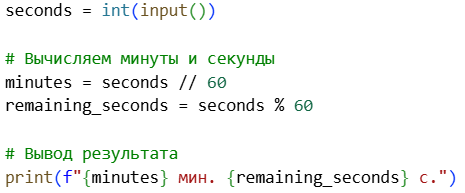 seconds = int(input())
# Вычисляем минуты и секунды
minutes = seconds // 60
remaining_seconds = seconds % 60
# Вывод результата
print(f"{minutes} мин. {remaining_seconds} с.")